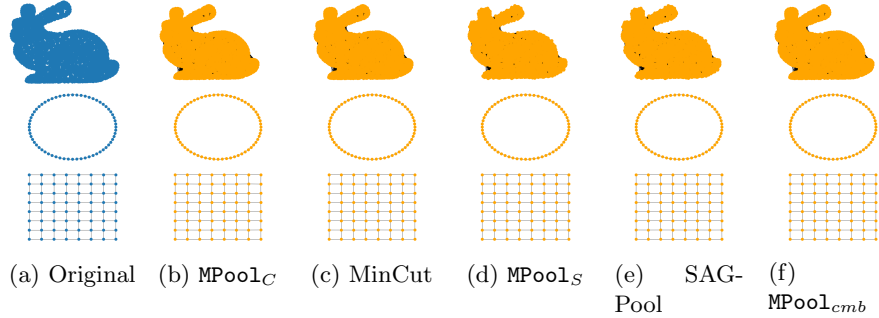 (a) Original (b) MPool_C (c) MinCut (d) MPool_S (e) SAG- (f)
Pool MPool_cmb